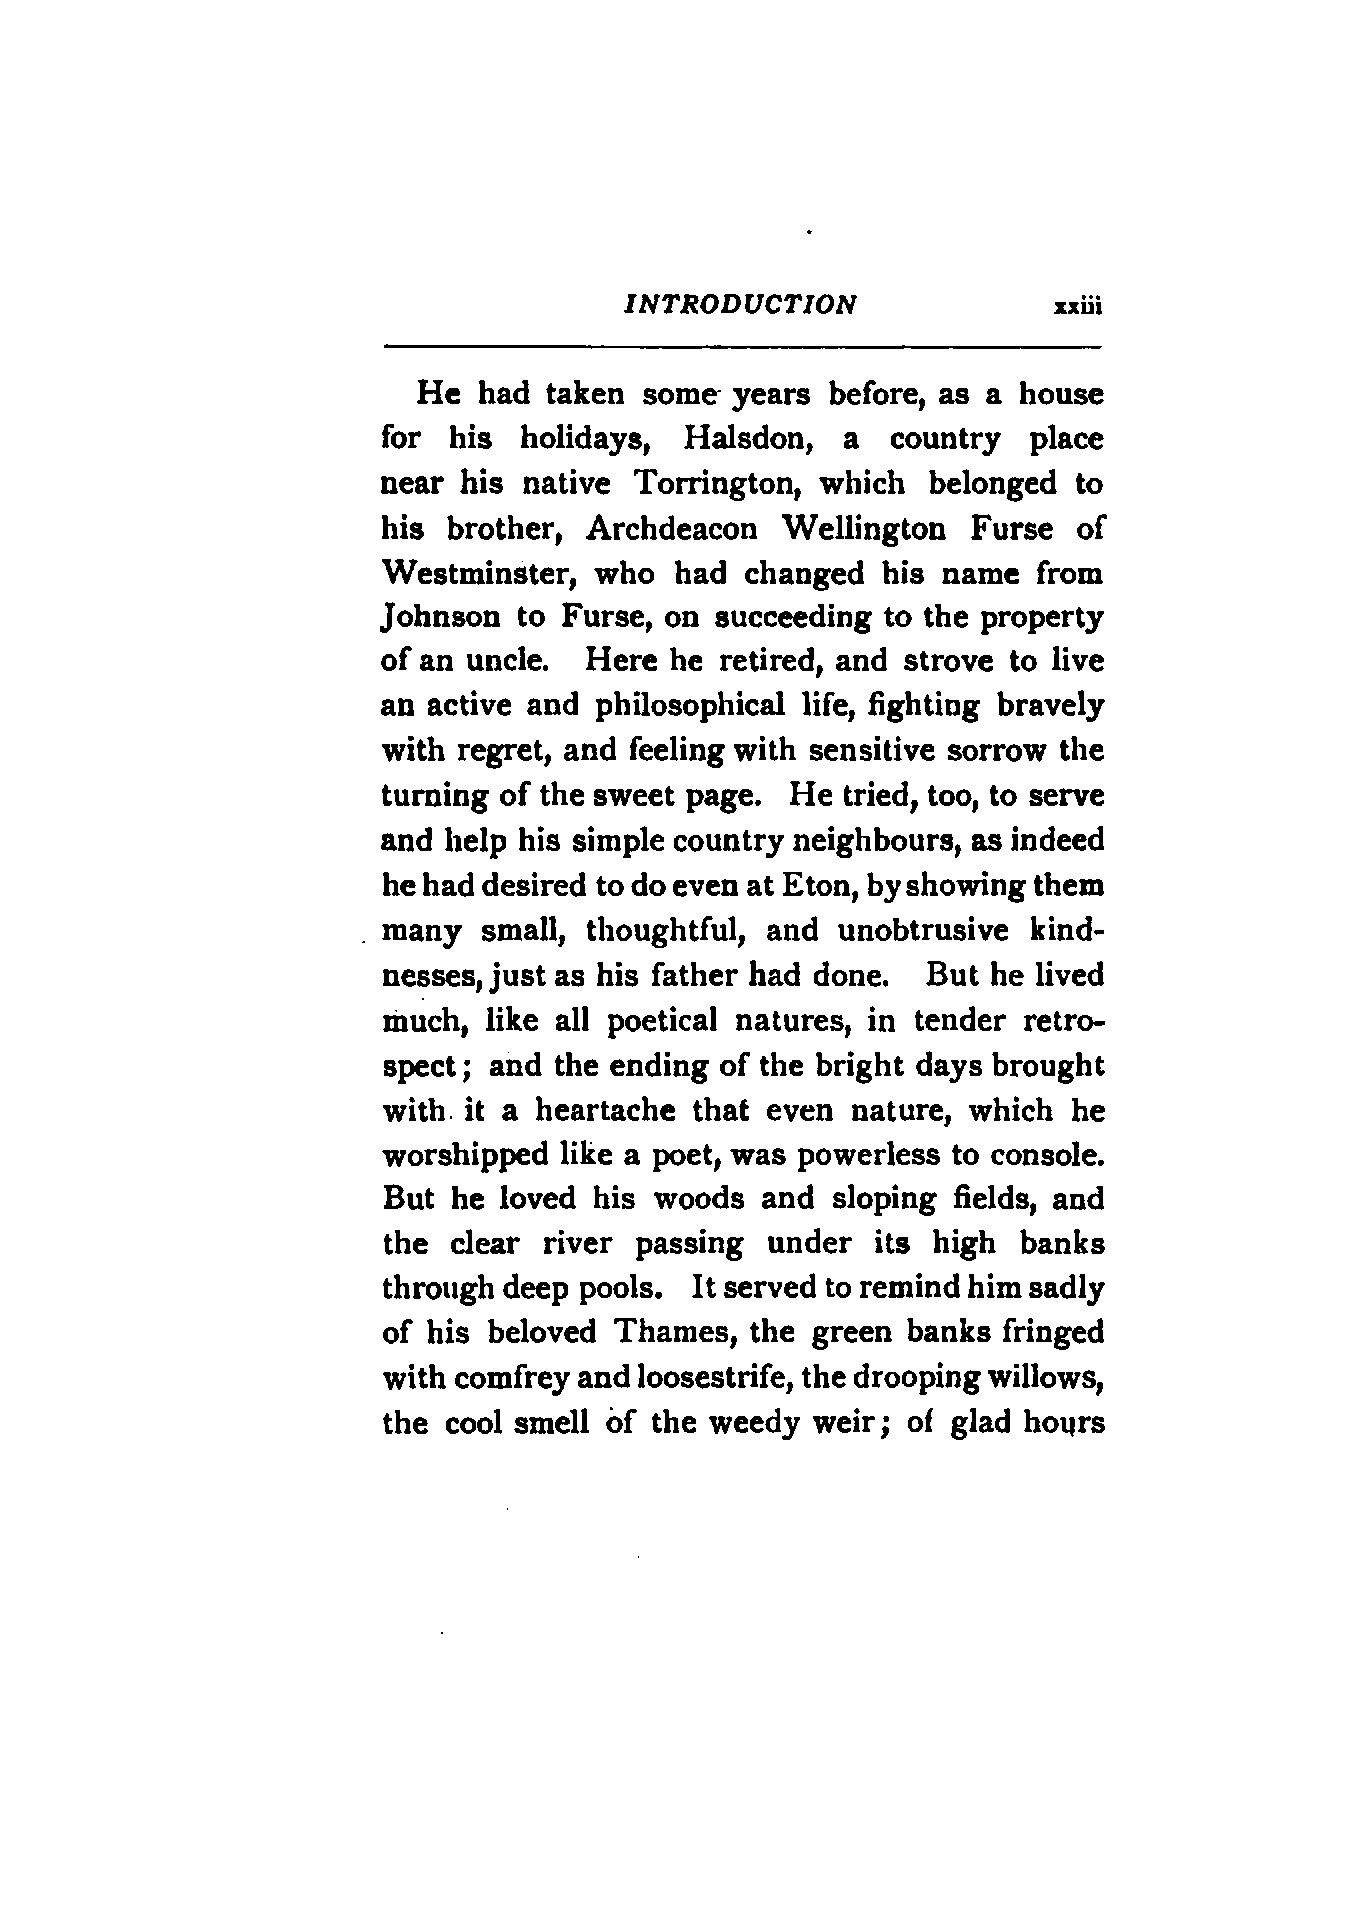 INTRODUCTION xxiii
He had taken some years before, as a house
for his holidays, Halsdon, a country place
near his native Torrington, which belonged to
his brother, Archdeacon Wellington Furse of
Westminster, who had changed his name from
Johnson to Furse, on succeeding to the property
of an uncle. Here he retired, and strove to live
an active and philosophical life, fighting bravely
with regret, and feeling with sensitive sorrow the
turning of the sweet page. He tried, too, to serve
and help his simple country neighbours, as indeed
he had desired to do even at Eton, by showing them
many small, thoughtful, and unobtrusive kind-
nesses, just as his father had done. But he lived
much, like all poetical natures, in tender retro-
spect; and the ending of the bright days brought
with it a heartache that even nature, which he
worshipped like a poet, was powerless to console.
But he loved his woods and sloping fields, and
the clear river passing under its high banks
through deep pools. It served to remind him sadly
of his beloved Thames, the green banks fringed
with comfrey and loosestrife, the drooping willows,
the cool smell of the weedy weir; of glad hours